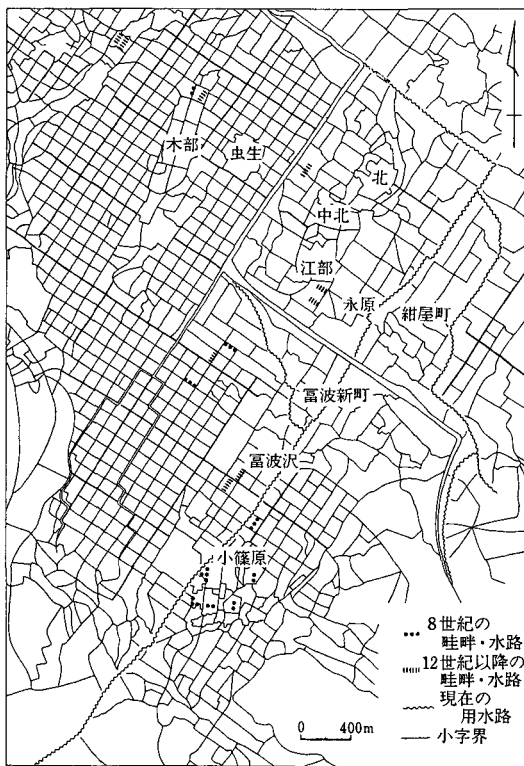 木部
虫生
北
中北
江部
永原
紺屋町
冨波新町
冨波沢
小篠原
8世紀の
畦畔・水路
12世紀以降の
畦畔・水路
現在の
用水路
小字界
0 400m